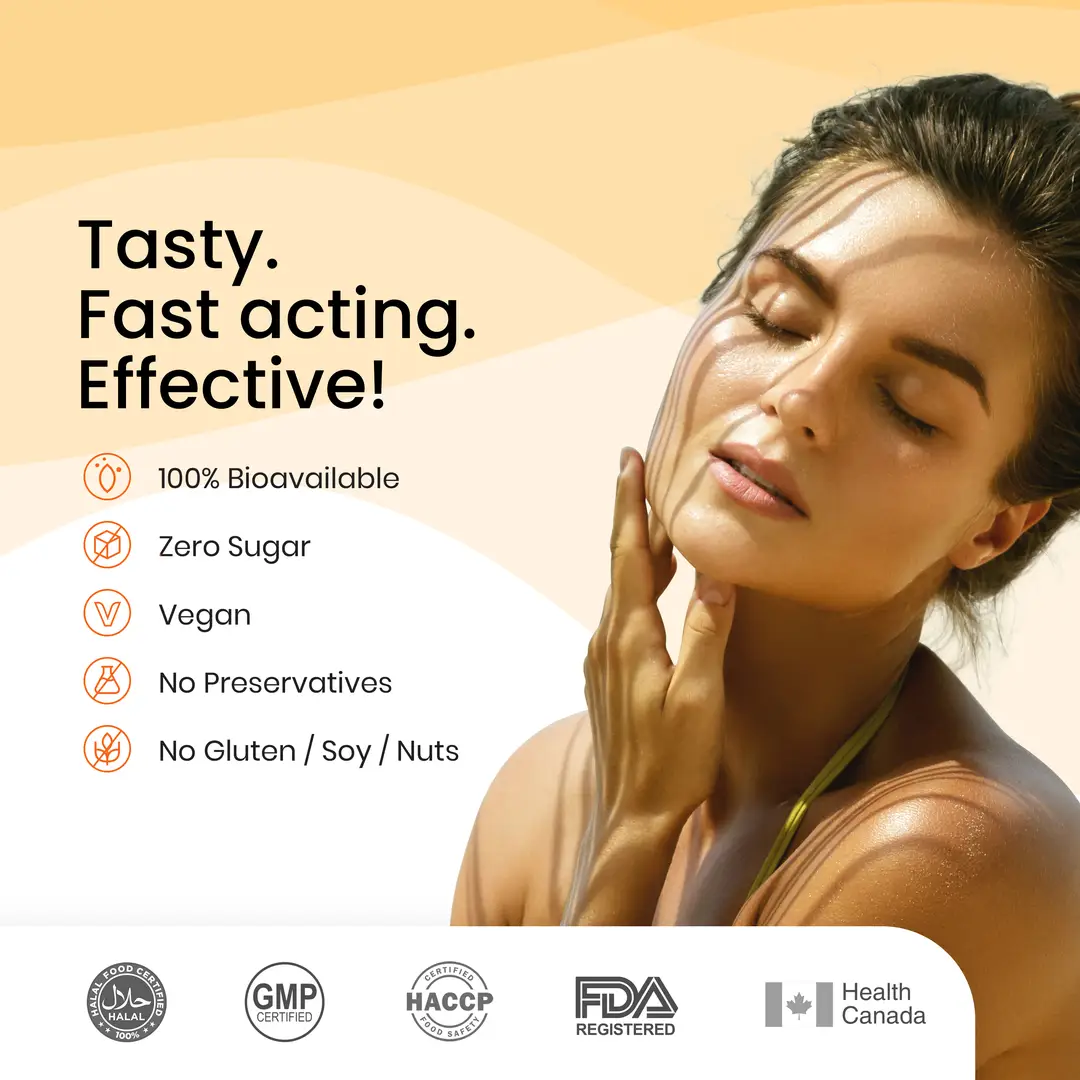 Tasty.
Fast acting.
Effective!
100% Bioavailable
Zero Sugar
Vegan
No Preservatives
No Gluten / Soy / Nuts
HALAL FOOD CERTIFIED
حلال
HALAL
100%
GMP
CERTIFIED
CERTIFIED
HACCP
FOOD SAFETY
FDA
REGISTERED
Health
Canada